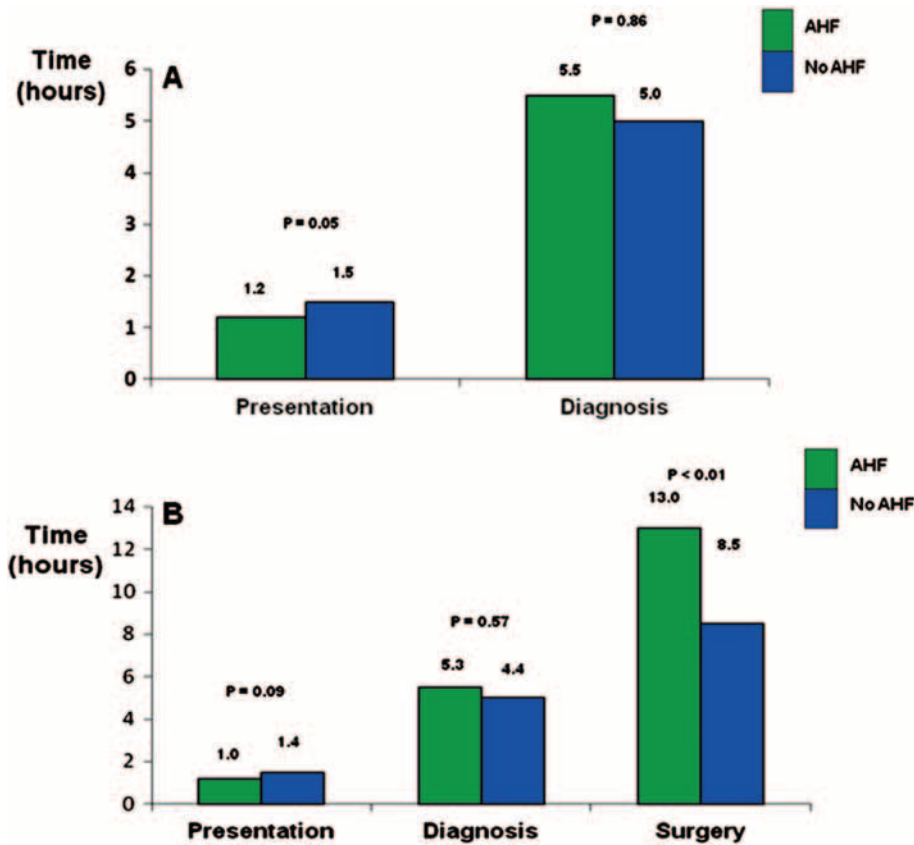 AHF
No AHF
P = 0.86
Time
(hours)
A
6
5
4
3
2
1
0
5.5
5.0
P = 0.05
1.2
1.5
Presentation
Diagnosis
AHF
No AHF
P < 0.01
Time
(hours)
B
14
12
10
8
6
4
2
0
13.0
8.5
P = 0.57
5.3
4.4
P = 0.09
1.0
1.4
Presentation
Diagnosis
Surgery